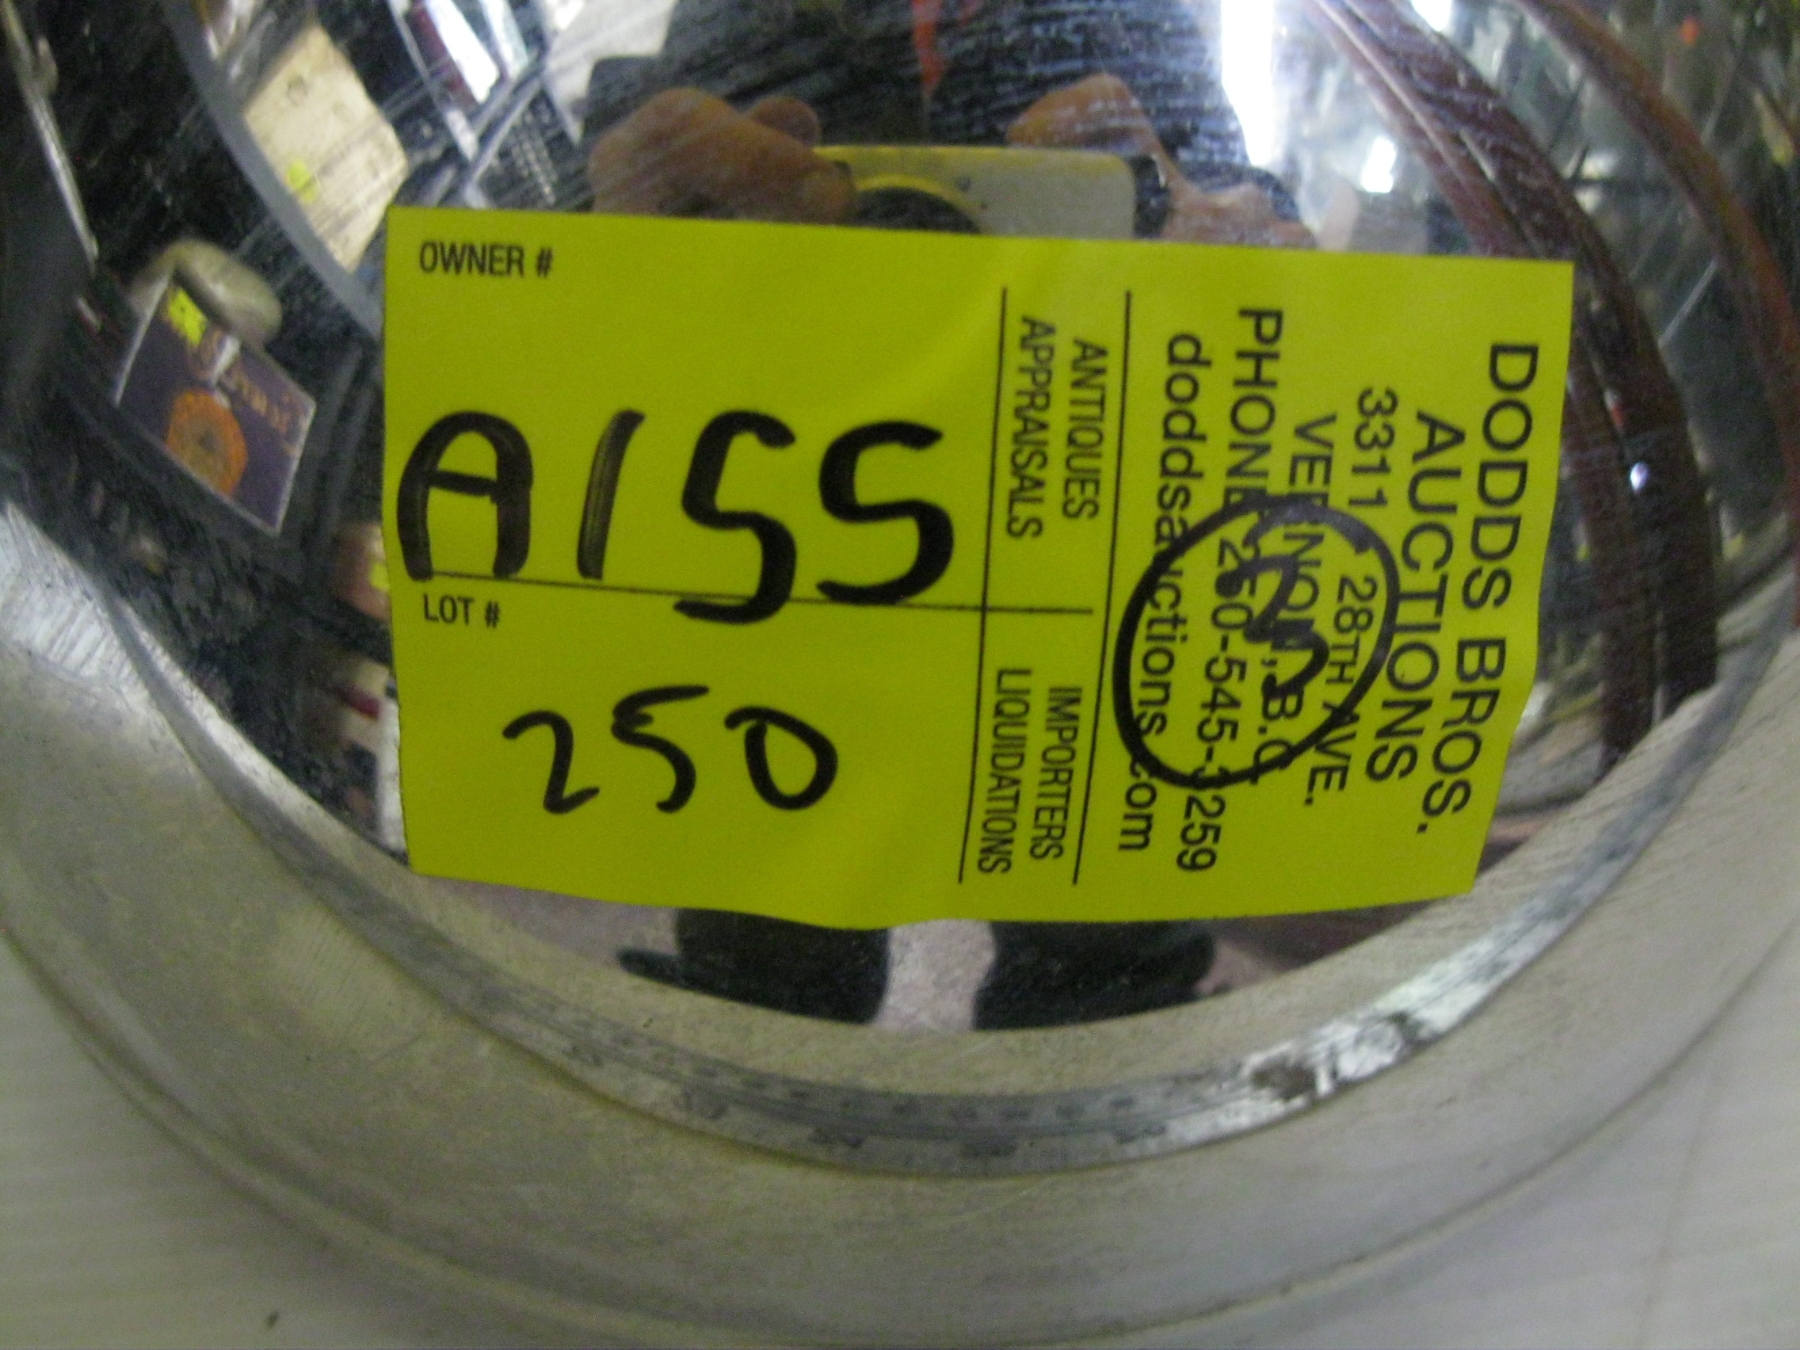 OWNER #
A155
LOT #
250
ANTIQUES
APPRAISALS
IMPORTERS
LIQUIDATIONS
DODDS BROS.
AUCTIONS
3311 - 28TH AVE.
VERNON, B.C.
PHONE 250-545-3259
doddsauctions.com